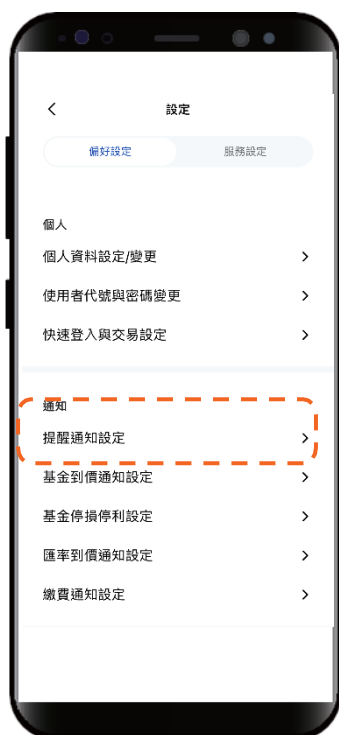 設定
偏好設定 服務設定
個人
個人資料設定/變更
使用者代號與密碼變更
快速登入與交易設定
通知
提醒通知設定
基金到價通知設定
基金停損停利設定
匯率到價通知設定
繳費通知設定